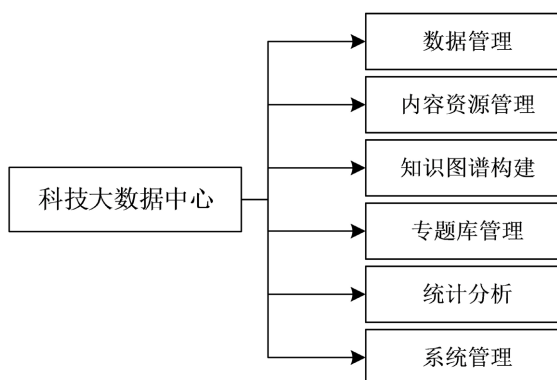 科技大数据中心
数据管理
内容资源管理
知识图谱构建
专题库管理
统计分析
系统管理